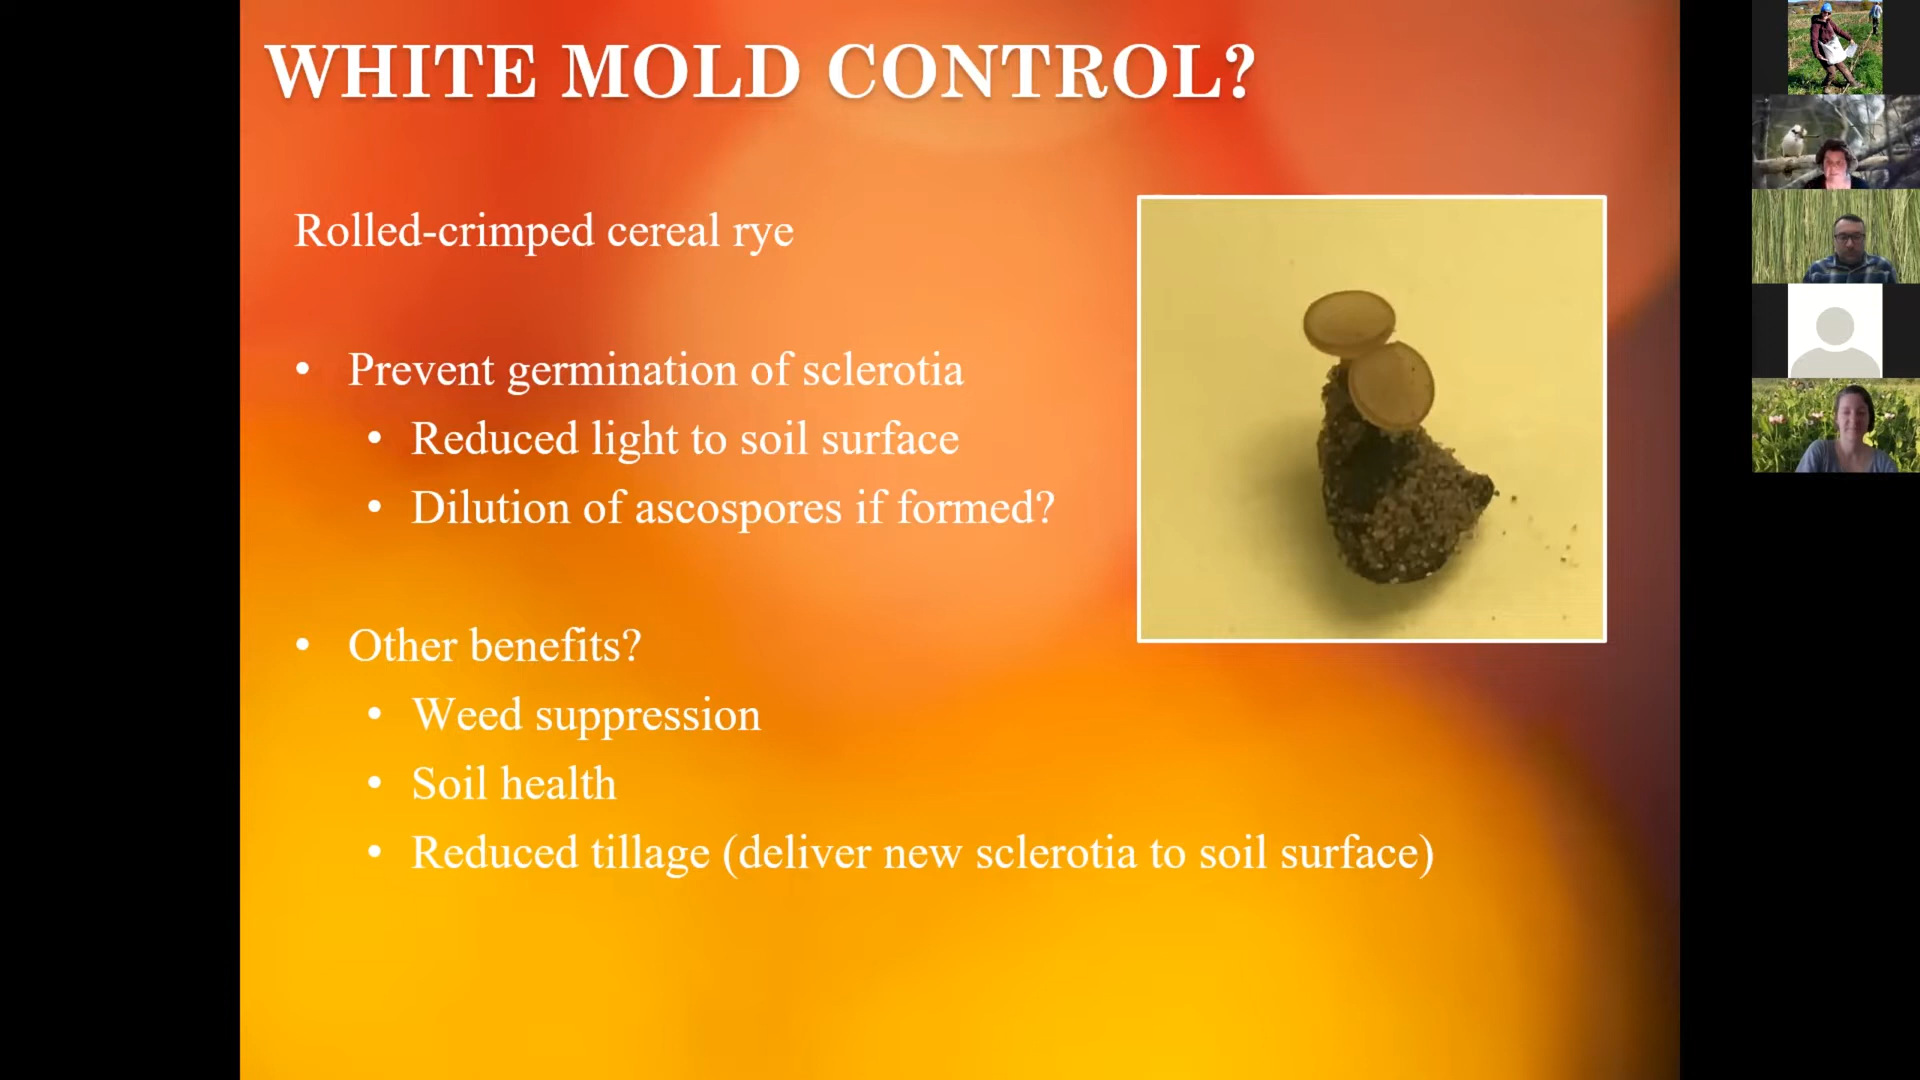 WHITE MOLD CONTROL?
Rolled-crimped cereal rye
• Prevent germination of sclerotia
• Reduced light to soil surface
• Dilution of ascospores if formed?
• Other benefits?
• Weed suppression
• Soil health
• Reduced tillage (deliver new sclerotia to soil surface)